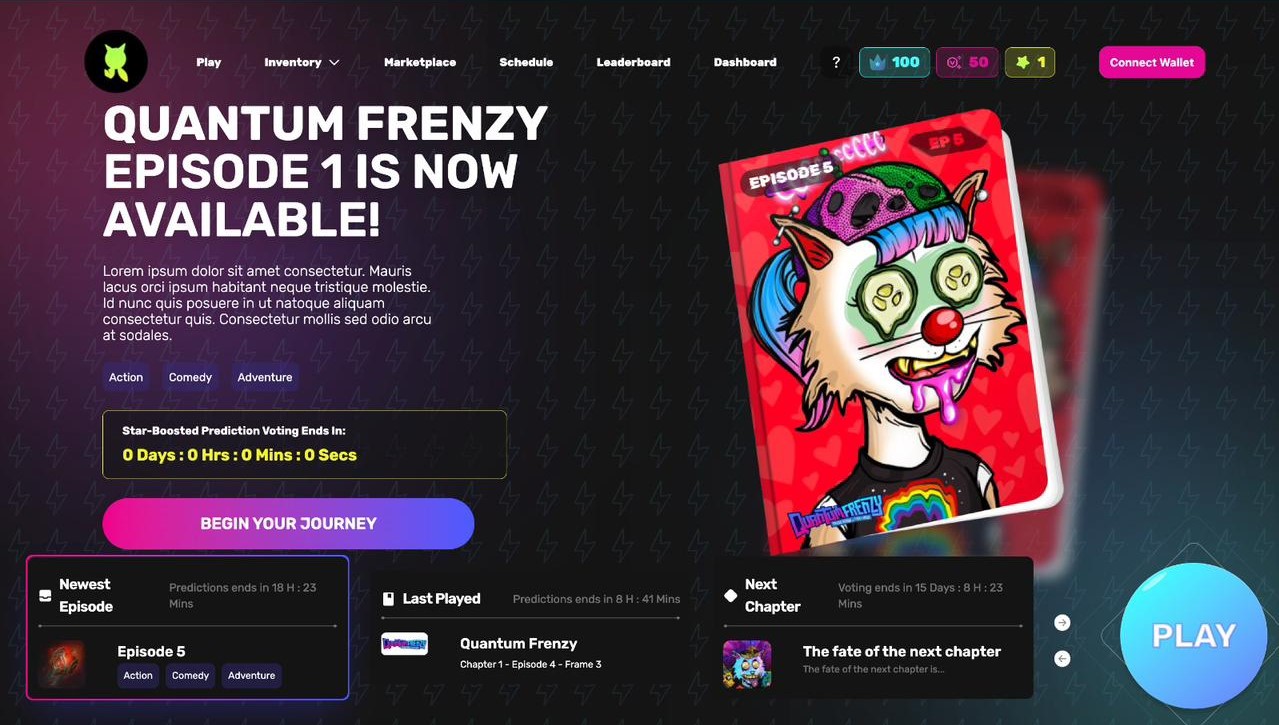 Play
Inventory
Marketplace
Schedule
Leaderboard
Dashboard
?
100
50
1
Connect Wallet
QUANTUM FRENZY
EPISODE 1 IS NOW
AVAILABLE!
Lorem ipsum dolor sit amet consectetur. Mauris
lacus orci ipsum habitant neque tristique molestie.
Id nunc quis posuere in ut natoque aliquam
consectetur quis. Consectetur mollis sed odio arcu
at sodales.
Action
Comedy
Adventure
Star-Boosted Prediction Voting Ends In:
0 Days : 0 Hrs : 0 Mins : 0 Secs
BEGIN YOUR JOURNEY
EP 5
EPISODE 5
QUANTUM FRENZY
Newest
Episode
Predictions ends in 18 H : 23
Mins
Episode 5
Action
Comedy
Adventure
Last Played
Predictions ends in 8 H : 41 Mins
QUANTUM FRENZY
Quantum Frenzy
Chapter 1 - Episode 4 - Frame 3
Next
Chapter
Voting ends in 15 Days : 8 H : 23
Mins
The fate of the next chapter
The fate of the next chapter is...
PLAY